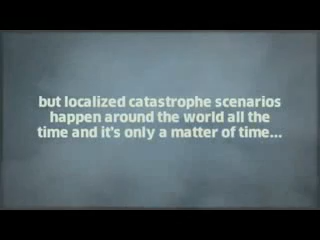 but localized catastrophe scenarios
happen around the world all the
time and it's only a matter of time...